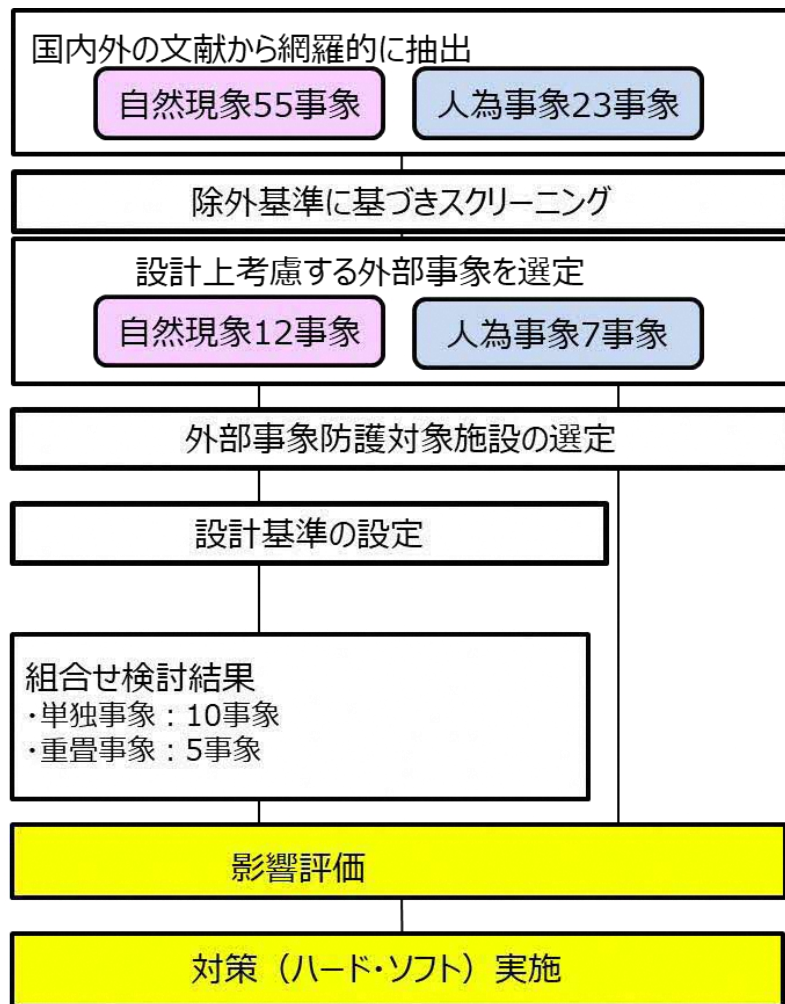 国内外の文献から網羅的に抽出
自然現象55事象 人為事象23事象
除外基準に基づきスクリーニング
設計上考慮する外部事象を選定
自然現象12事象 人為事象7事象
外部事象防護対象施設の選定
設計基準の設定
組合せ検討結果
・単独事象：10事象
・重畳事象：5事象
影響評価
対策（ハード・ソフト）実施